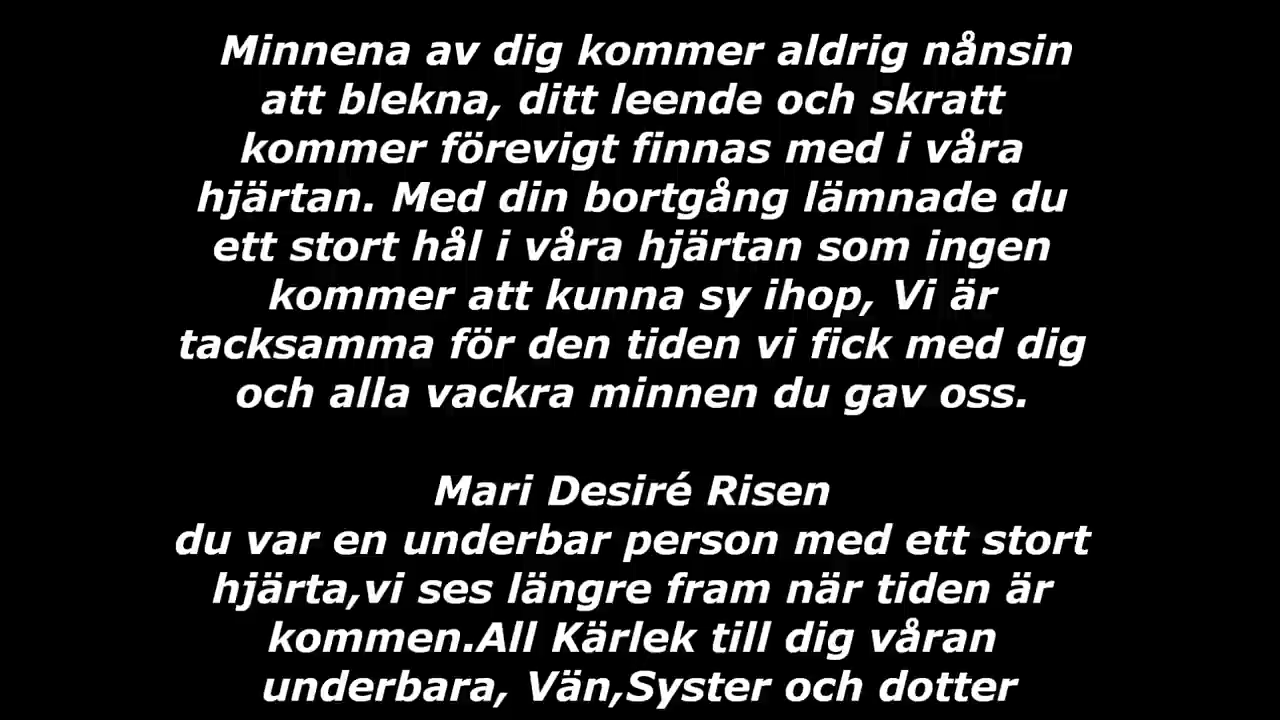 Minnena av dig kommer aldrig nånsin
att blekna, ditt leende och skratt
kommer förevigt finnas med i våra
hjärtan. Med din bortgång lämnade du
ett stort hål i våra hjärtan som ingen
kommer att kunna sy ihop, Vi är
tacksamma för den tiden vi fick med dig
och alla vackra minnen du gav oss.
Mari Desiré Risen
du var en underbar person med ett stort
hjärta,vi ses längre fram när tiden är
kommen.All Kärlek till dig våran
underbara, Vän,Syster och dotter